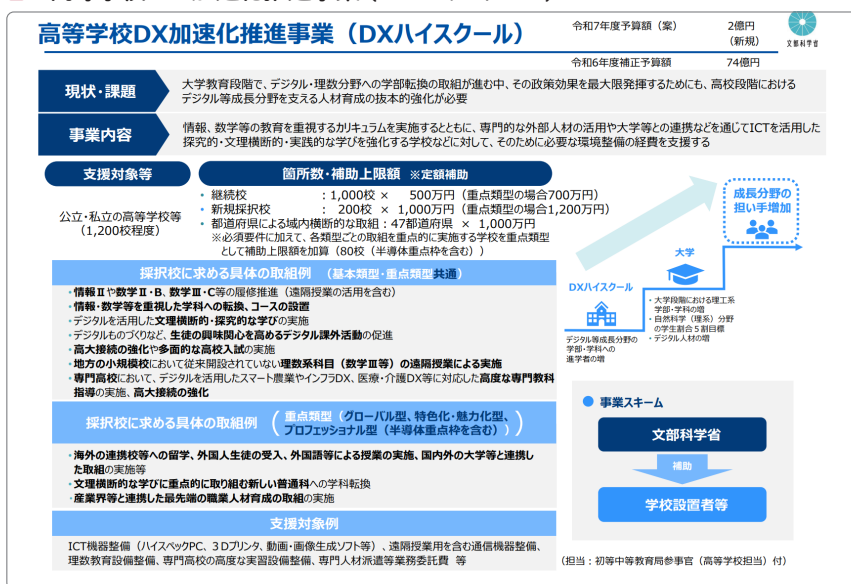 高等学校DX加速化推進事業（DXハイスクール）
令和7年度予算額（案）
2億円
（新規）
令和6年度補正予算額
74億円
文部科学省
現状・課題
大学教育段階で、デジタル・理数分野への学部転換の取組が進む中、その政策効果を最大限発揮するためにも、高校段階における
デジタル等成長分野を支える人材育成の抜本的強化が必要
事業内容
情報、数学等の教育を重視するカリキュラムを実施するとともに、専門的な外部人材の活用や大学等との連携などを通じてICTを活用した
探究的・文理横断的・実践的な学びを強化する学校などに対して、そのために必要な環境整備の経費を支援する
支援対象等
公立・私立の高等学校等
（1,200校程度）
箇所数・補助上限額 ※定額補助
・継続校 ：1,000校 × 500万円（重点類型の場合700万円）
・新規採択校 ： 200校 × 1,000万円（重点類型の場合1,200万円）
・都道府県による域内横断的な取組：47都道府県 × 1,000万円
※必須要件に加えて、各類型ごとの取組を重点的に実施する学校を重点類型
として補助上限額を加算（80校（半導体重点枠を含む））
採択校に求める具体の取組例 （基本類型・重点類型共通）
・情報Ⅱや数学Ⅱ・B、数学Ⅲ・C等の履修推進（遠隔授業の活用を含む）
・情報・数学等を重視した学科への転換、コースの設置
・デジタルを活用した文理横断的・探究的な学びの実施
・デジタルものづくりなど、生徒の興味関心を高めるデジタル課外活動の促進
・高大接続の強化や多面的な高校入試の実施
・地方の小規模校において従来開設されていない理数系科目（数学Ⅲ等）の遠隔授業による実施
・専門高校において、デジタルを活用したスマート農業やインフラDX、医療・介護DX等に対応した高度な専門教科
指導の実施、高大接続の強化
採択校に求める具体の取組例
（重点類型（グローバル型、特色化・魅力化型、
プロフェッショナル型（半導体重点枠を含む）））
・海外の連携校等への留学、外国人生徒の受入、外国語等による授業の実施、国内外の大学等と連携し
た取組の実施等
・文理横断的な学びに重点的に取り組む新しい普通科への学科転換
・産業界等と連携した最先端の職業人材育成の取組の実施
支援対象例
ICT機器整備（ハイスペックPC、3Dプリンタ、動画・画像生成ソフト等）、遠隔授業用を含む通信機器整備、
理数教育設備整備、専門高校の高度な実習設備整備、専門人材派遣等業務委託費 等
成長分野の
担い手増加
大学
・大学段階における理工系
学部・学科の増
・自然科学（理系）分野
の学生割合５割目標
・デジタル人材の増
DXハイスクール
デジタル等成長分野の
学部・学科への
進学者の増
事業スキーム
文部科学省
補助
学校設置者等
（担当：初等中等教育局参事官（高等学校担当）付）